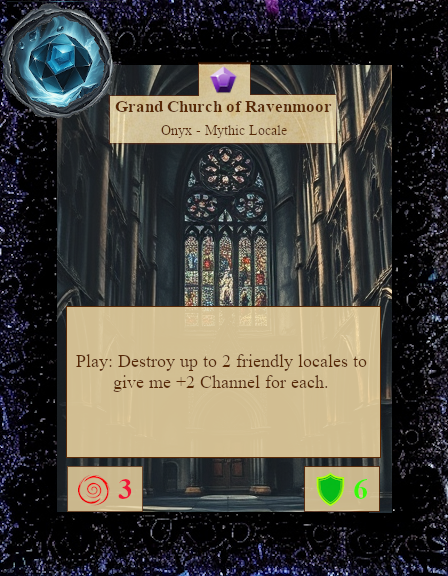 Grand Church of Ravenmoor
Onyx - Mythic Locale
Play: Destroy up to 2 friendly locales to
give me +2 Channel for each.
3
6